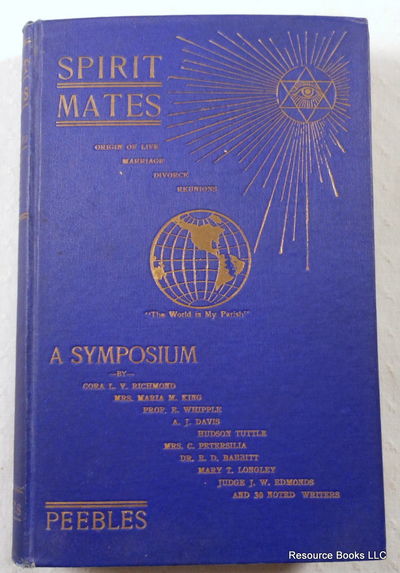 SPIRIT
MATES
ORIGIN OF LIFE
MARRIAGE
DIVORCE
REUNIONS
"The World is My Parish"
A SYMPOSIUM
—BY—
CORA L. V. RICHMOND
MRS. MARIA M. KING
PROF. E. WHIPPLE
A. J. DAVIS
HUDSON TUTTLE
MRS. C. PETERSILIA
DR. E. D. BABBITT
MARY T. LONGLEY
JUDGE J. W. EDMONDS
AND 30 NOTED WRITERS
PEEBLES
Resource Books LLC